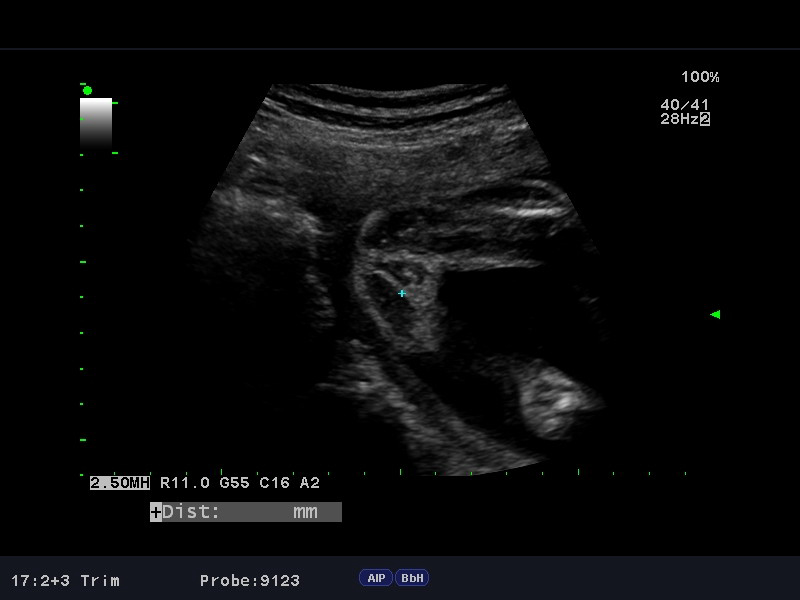 100%
40/41
28Hz2
2.50MH R11.0 G55 C16 A2
+Dist: mm
17:2+3 Trim Probe:9123 AIP BbH